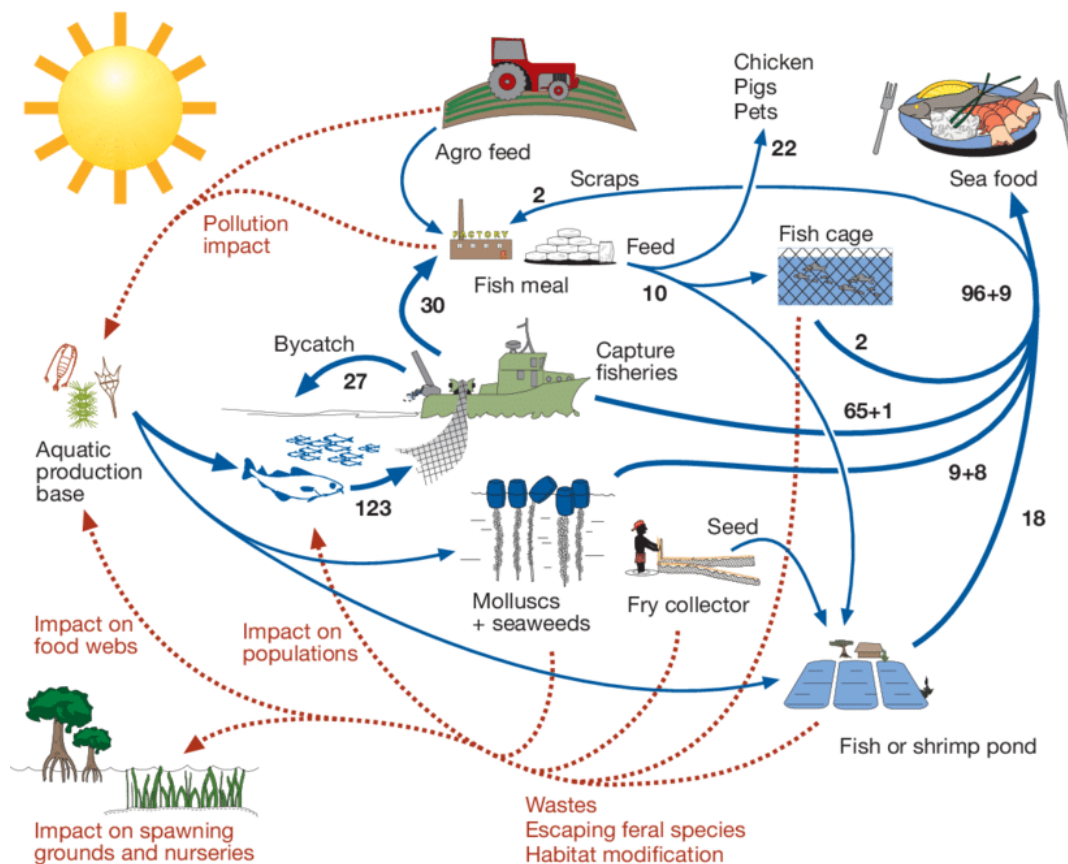 Chicken
Pigs
Pets
22
Agro feed
Scraps
2
Sea food
Pollution
impact
FACTORY
Feed
Fish cage
Fish meal
10
96+9
30
2
Bycatch
27
Capture
fisheries
65+1
Aquatic
production
base
123
9+8
18
Seed
Molluscs
+ seaweeds
Fry collector
Impact on
food webs
Impact on
populations
Fish or shrimp pond
Wastes
Escaping feral species
Habitat modification
Impact on spawning
grounds and nurseries